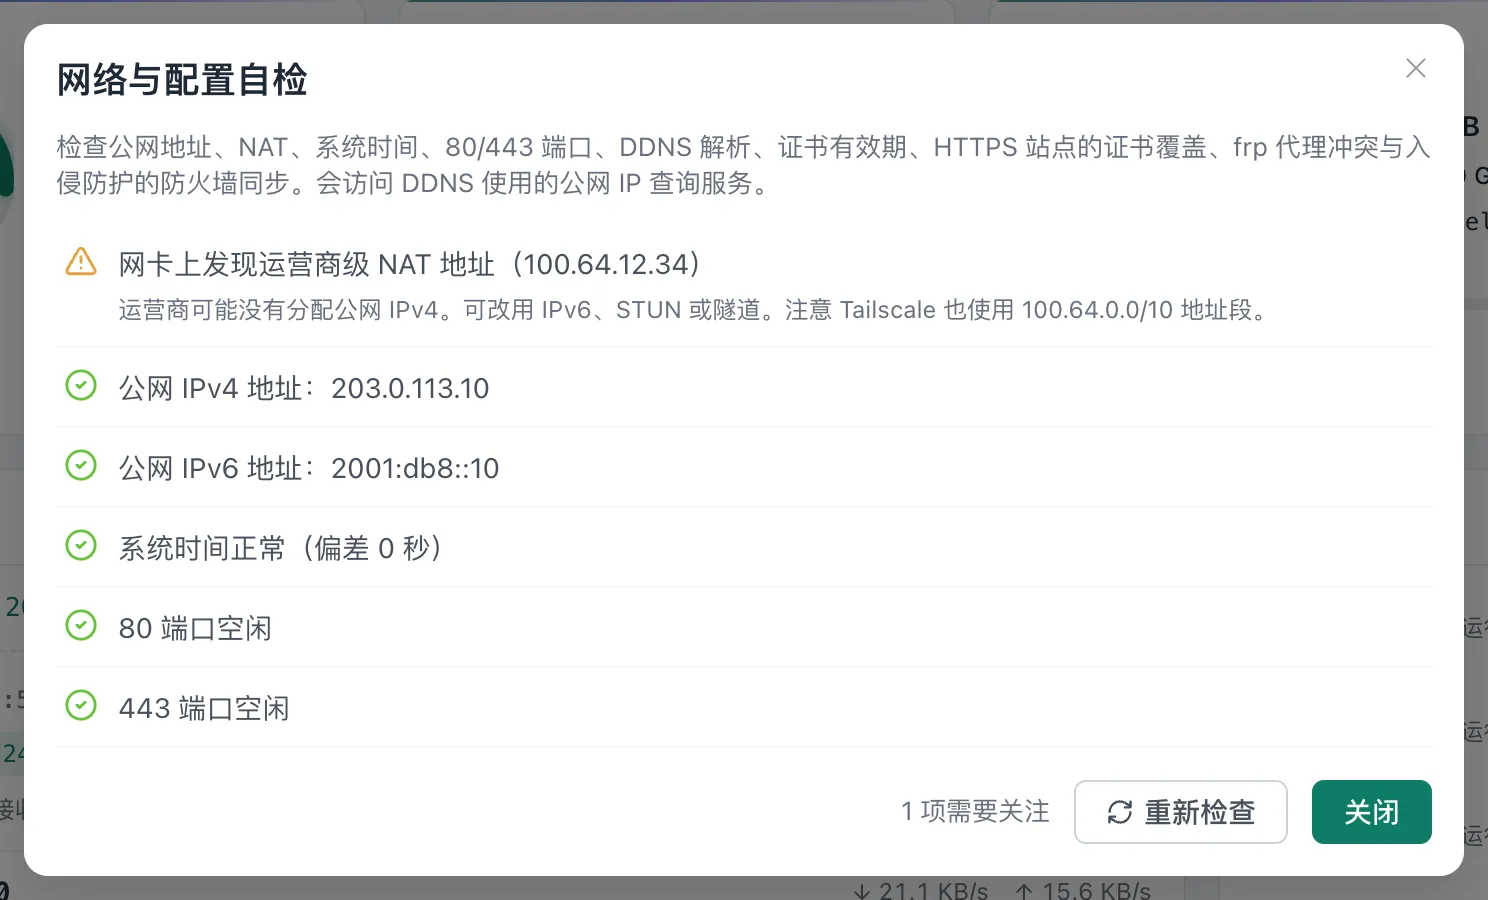 网络与配置自检
检查公网地址、NAT、系统时间、80/443 端口、DDNS 解析、证书有效期、HTTPS 站点的证书覆盖、frp 代理冲突与入
侵防护的防火墙同步。会访问 DDNS 使用的公网 IP 查询服务。
网卡上发现运营商级 NAT 地址（100.64.12.34）
运营商可能没有分配公网 IPv4。可改用 IPv6、STUN 或隧道。注意 Tailscale 也使用 100.64.0.0/10 地址段。
公网 IPv4 地址：203.0.113.10
公网 IPv6 地址：2001:db8::10
系统时间正常（偏差 0 秒）
80 端口空闲
443 端口空闲
1 项需要关注
重新检查
关闭
↓ 21.1 KB/s ↑ 15.6 KB/s